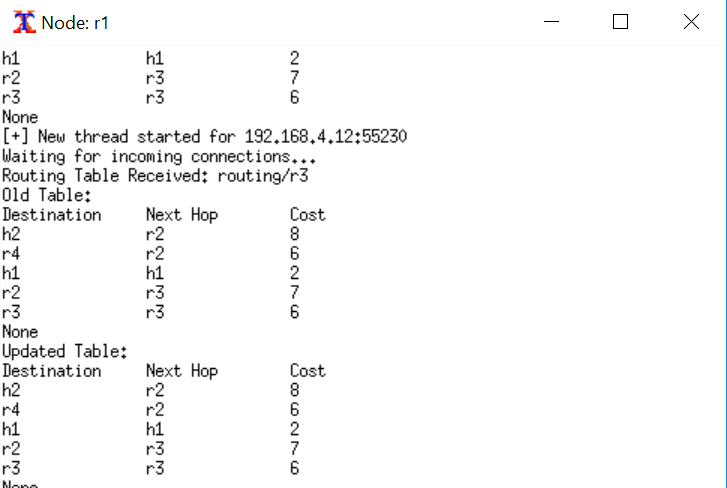 Node: r1
h1 h1 2
r2 r3 7
r3 r3 6
None
[+] New thread started for 192.168.4.12:55230
Waiting for incoming connections...
Routing Table Received: routing/r3
Old Table:
Destination Next Hop Cost
h2 r2 8
r4 r2 6
h1 h1 2
r2 r3 7
r3 r3 6
None
Updated Table:
Destination Next Hop Cost
h2 r2 8
r4 r2 6
h1 h1 2
r2 r3 7
r3 r3 6
None